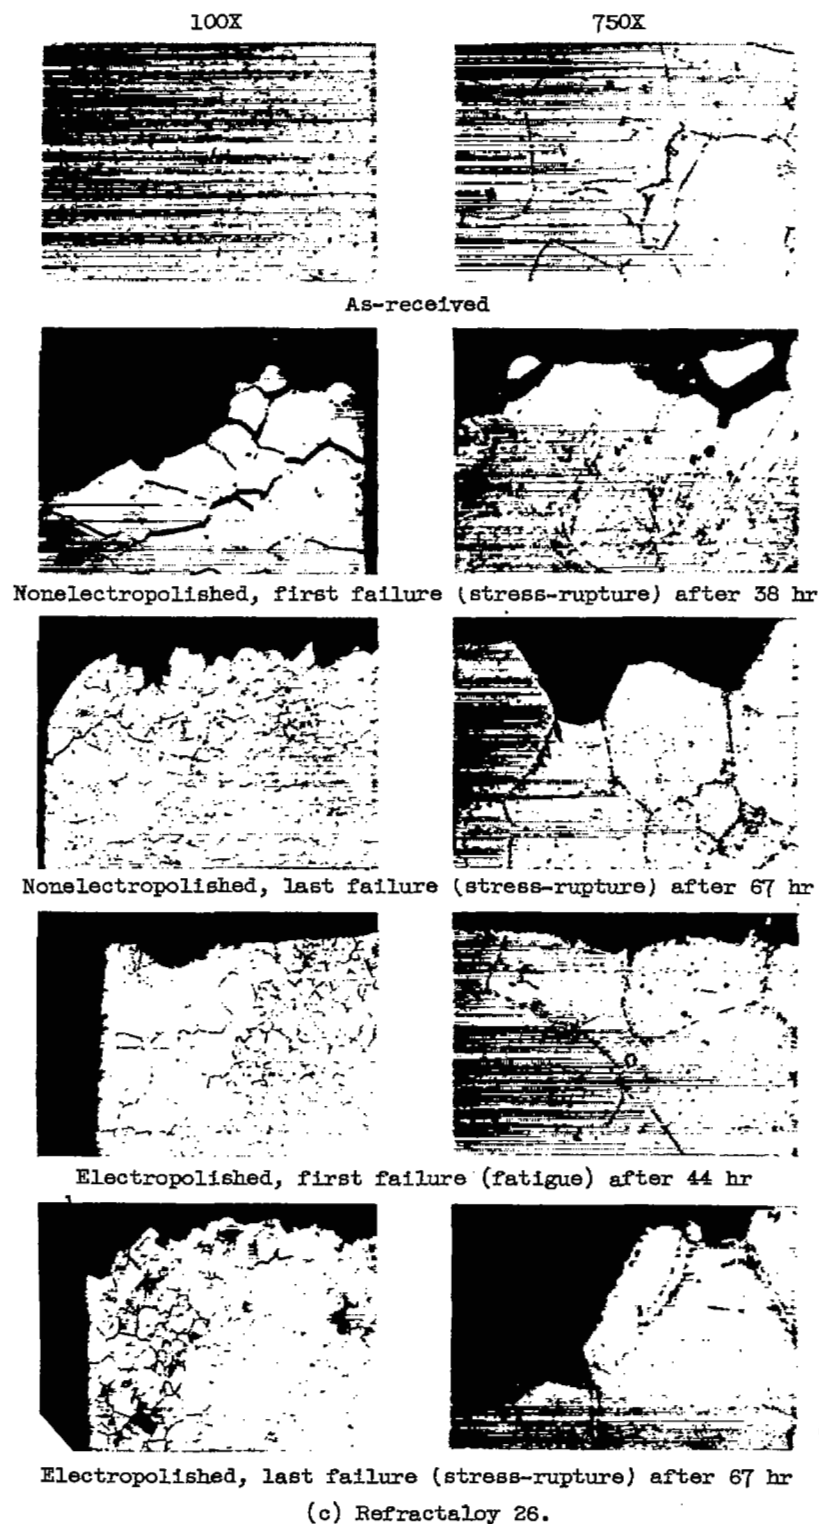 100X 750X
As-received
Nonelectropolished, first failure (stress-rupture) after 38 hr
Nonelectropolished, last failure (stress-rupture) after 67 hr
Electropolished, first failure (fatigue) after 44 hr
Electropolished, last failure (stress-rupture) after 67 hr
(c) Refractaloy 26.